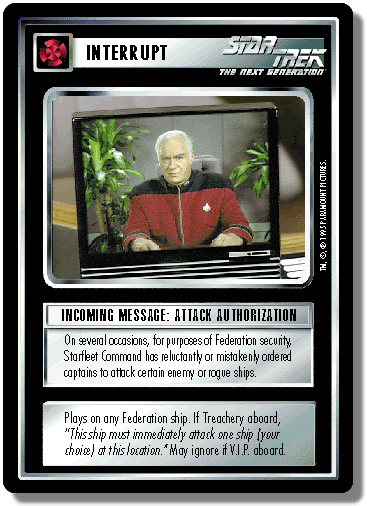 INTERRUPT
STAR TREK
THE NEXT GENERATION
TM, ©, ® 1995 PARAMOUNT PICTURES.
INCOMING MESSAGE: ATTACK AUTHORIZATION
On several occasions, for purposes of Federation security,
Starfleet Command has reluctantly or mistakenly ordered
captains to attack certain enemy or rogue ships.
Plays on any Federation ship. If Treachery aboard,
"This ship must immediately attack one ship (your
choice) at this location." May ignore if V.I.P. aboard.